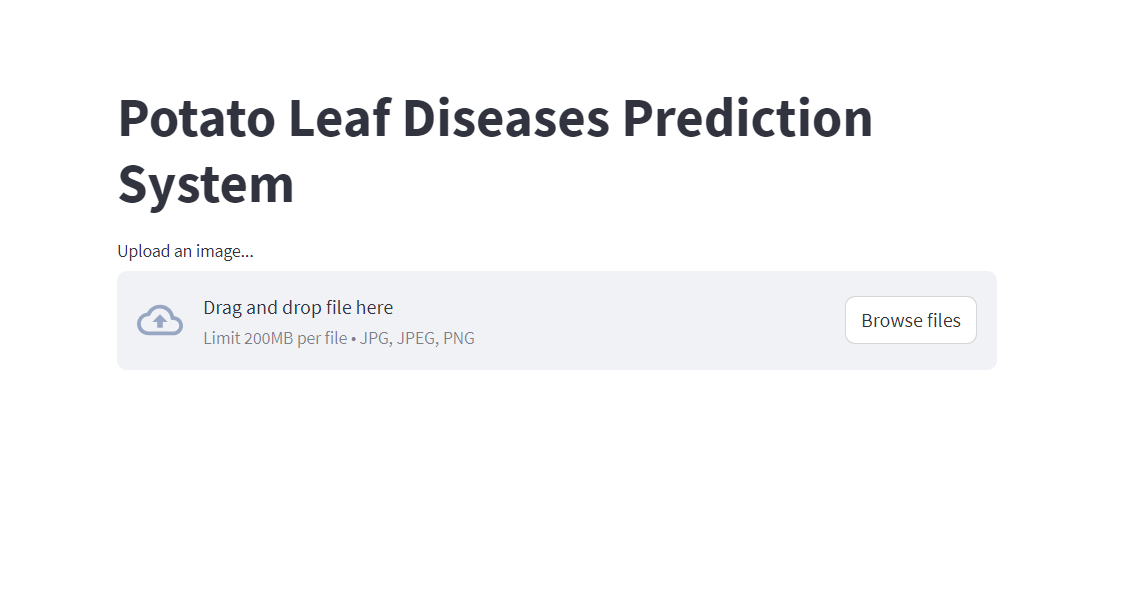 Potato Leaf Diseases Prediction
System
Upload an image...
Drag and drop file here
Limit 200MB per file • JPG, JPEG, PNG
Browse files